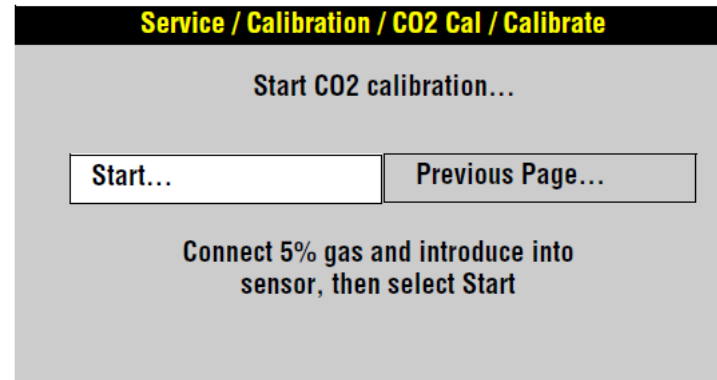 Service / Calibration / CO2 Cal / Calibrate
Start CO2 calibration...
Start...
Previous Page...
Connect 5% gas and introduce into
sensor, then select Start